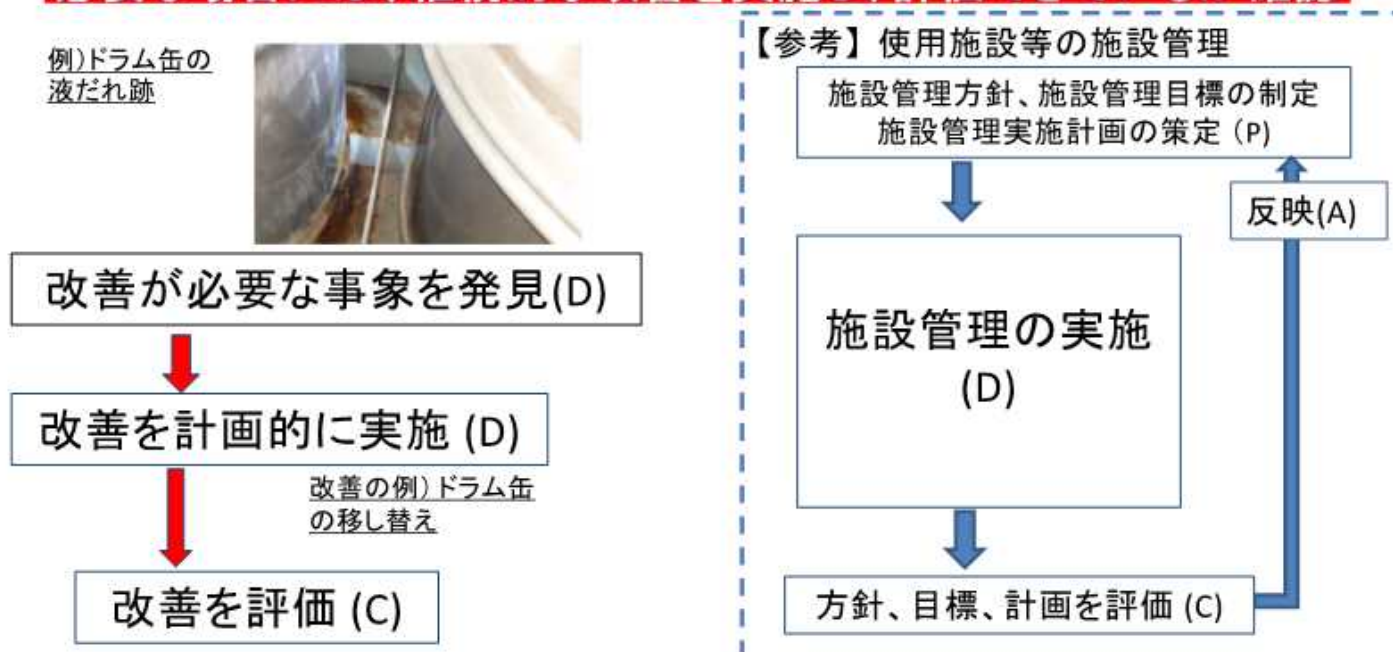 例)ドラム缶の
液だれ跡
改善が必要な事象を発見(D)
改善を計画的に実施 (D)
改善の例)ドラム缶
の移し替え
改善を評価 (C)
【参考】使用施設等の施設管理
施設管理方針、施設管理目標の制定
施設管理実施計画の策定 (P)
反映(A)
施設管理の実施
(D)
方針、目標、計画を評価 (C)